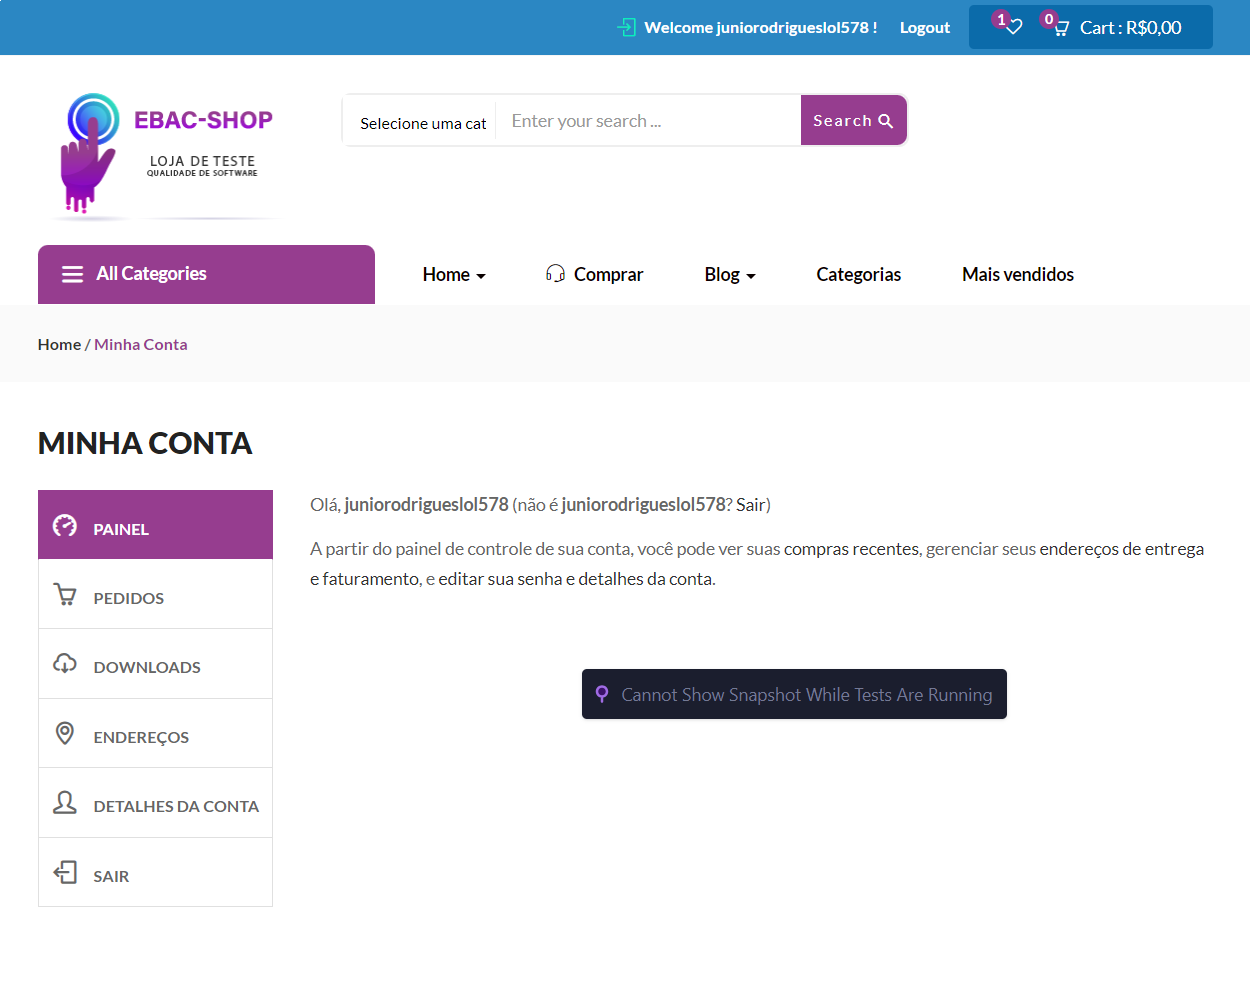 Welcome juniorodrigueslol578 ! Logout 1 0 Cart : R$0,00
EBAC-SHOP
LOJA DE TESTE
QUALIDADE DE SOFTWARE
Selecione uma cat Enter your search ... Search
All Categories Home Comprar Blog Categorias Mais vendidos
Home / Minha Conta
MINHA CONTA
PAINEL
PEDIDOS
DOWNLOADS
ENDEREÇOS
DETALHES DA CONTA
SAIR
Olá, juniorodrigueslol578 (não é juniorodrigueslol578? Sair)
A partir do painel de controle de sua conta, você pode ver suas compras recentes, gerenciar seus endereços de entrega
e faturamento, e editar sua senha e detalhes da conta.
Cannot Show Snapshot While Tests Are Running